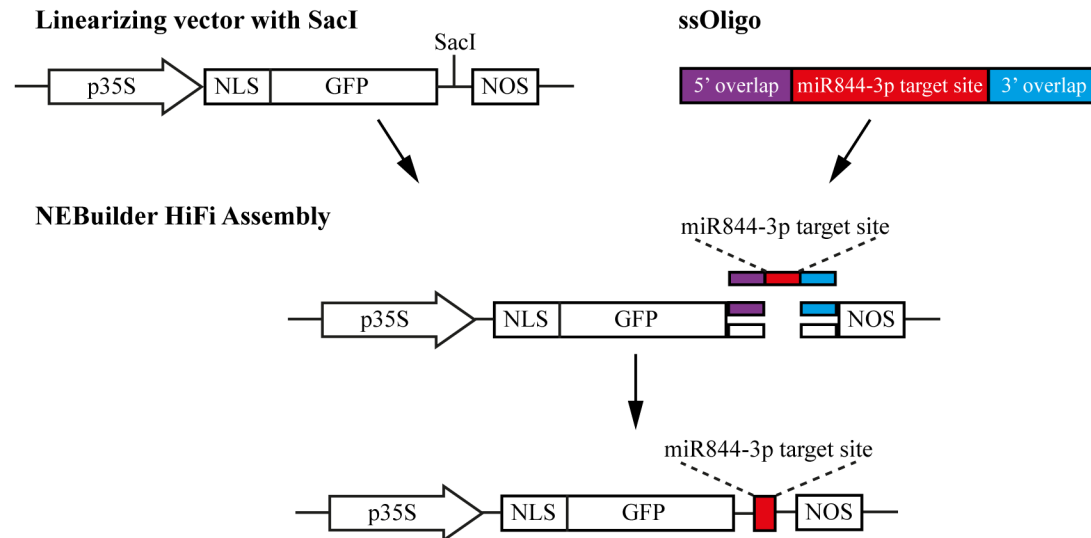 Linearizing vector with SacI
ssOligo
SacI
p35S
NLS
GFP
NOS
5’ overlap
miR844-3p target site
3’ overlap
NEBuilder HiFi Assembly
miR844-3p target site
p35S
NLS
GFP
NOS
miR844-3p target site
p35S
NLS
GFP
NOS